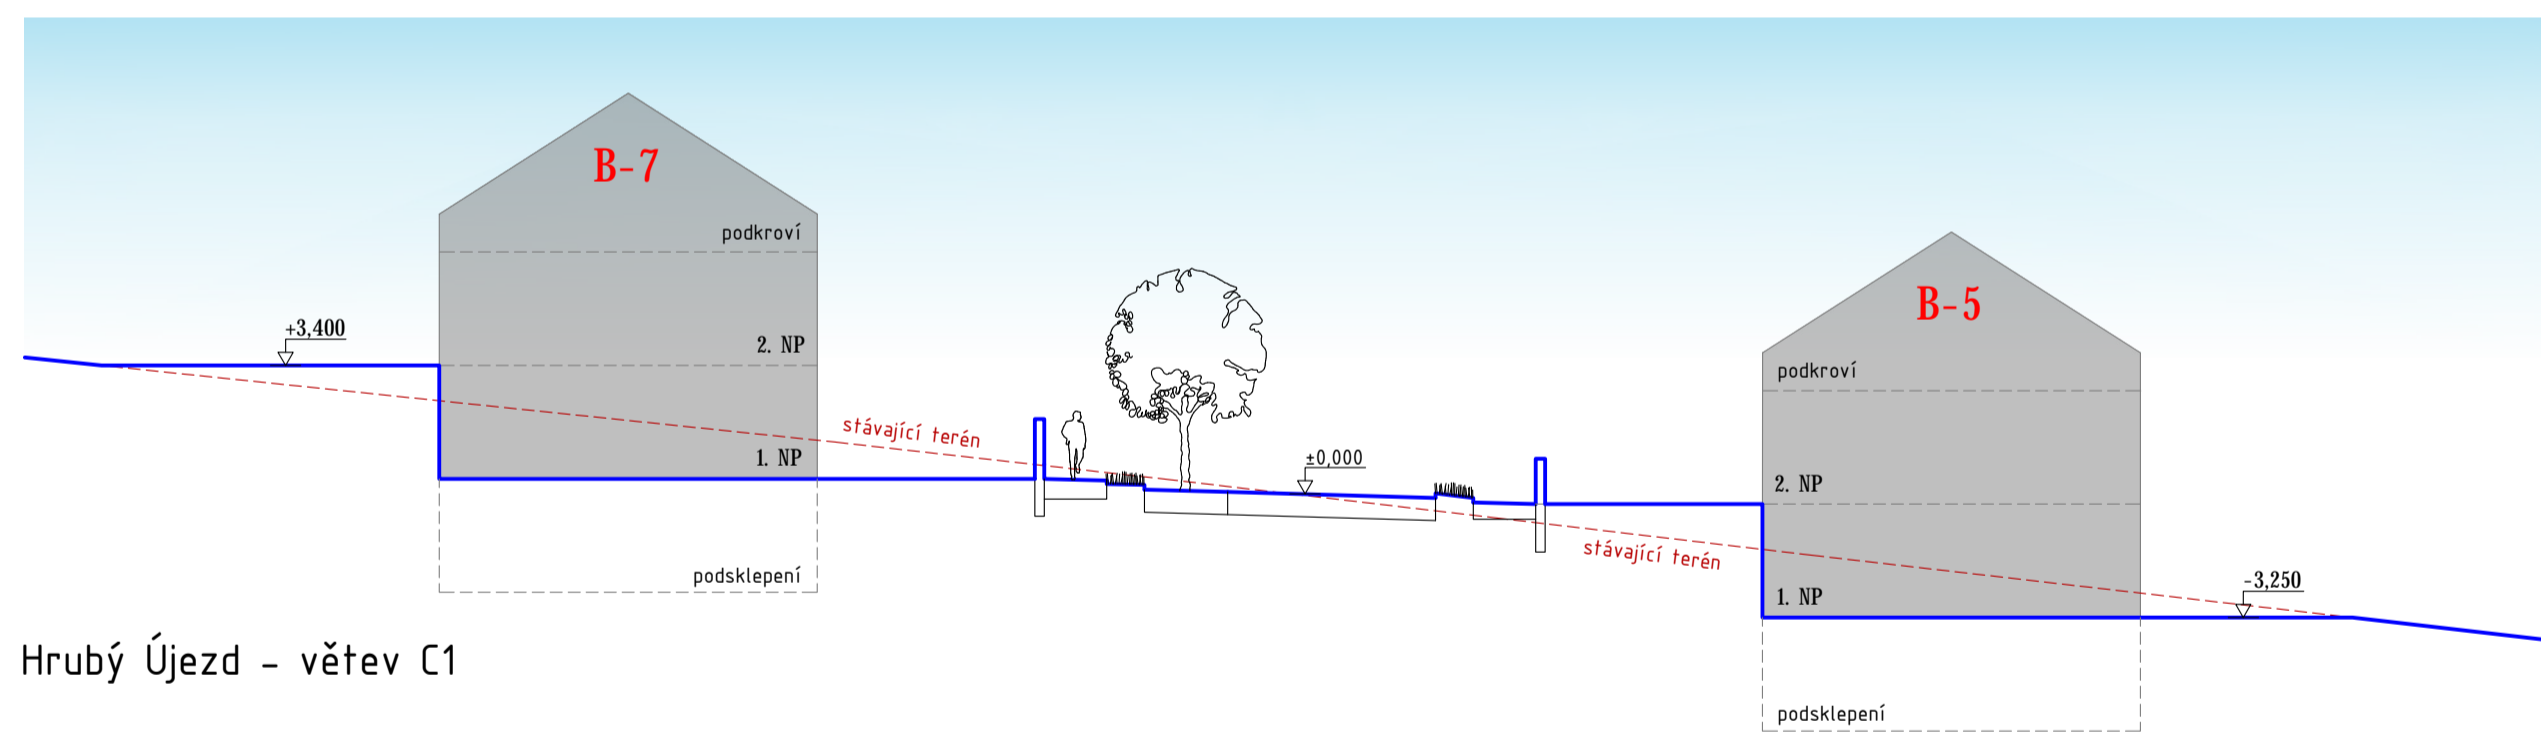 B-7
podkroví
2. NP
1. NP
podsklepení
+3,400
stávající terén
±0,000
stávající terén
B-5
podkroví
2. NP
1. NP
podsklepení
-3,250
Hrubý Újezd - větev C1